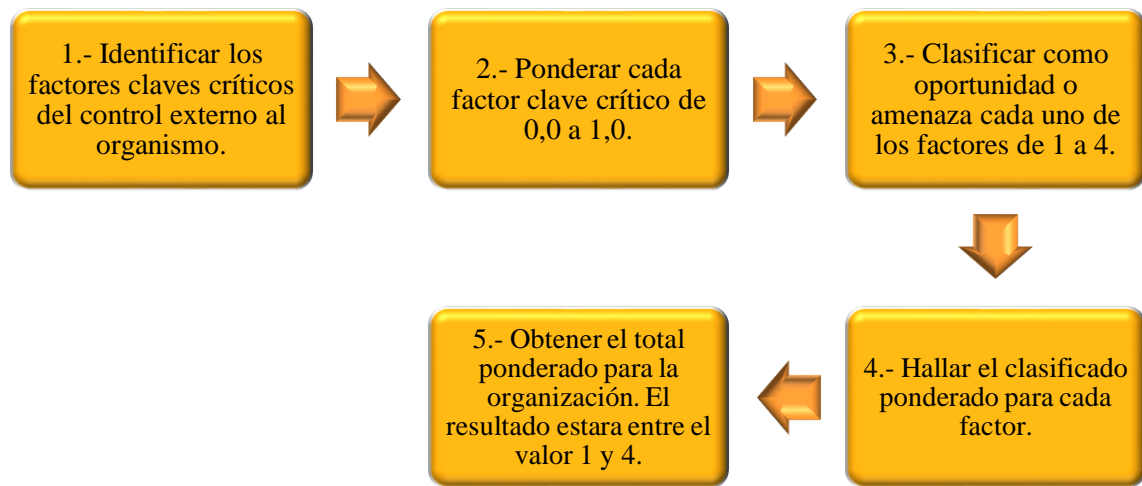 1.- Identificar los
factores claves críticos
del control externo al
organismo.
2.- Ponderar cada
factor clave crítico de
0,0 a 1,0.
3.- Clasificar como
oportunidad o
amenaza cada uno de
los factores de 1 a 4.
4.- Hallar el clasificado
ponderado para cada
factor.
5.- Obtener el total
ponderado para la
organización. El
resultado estara entre el
valor 1 y 4.